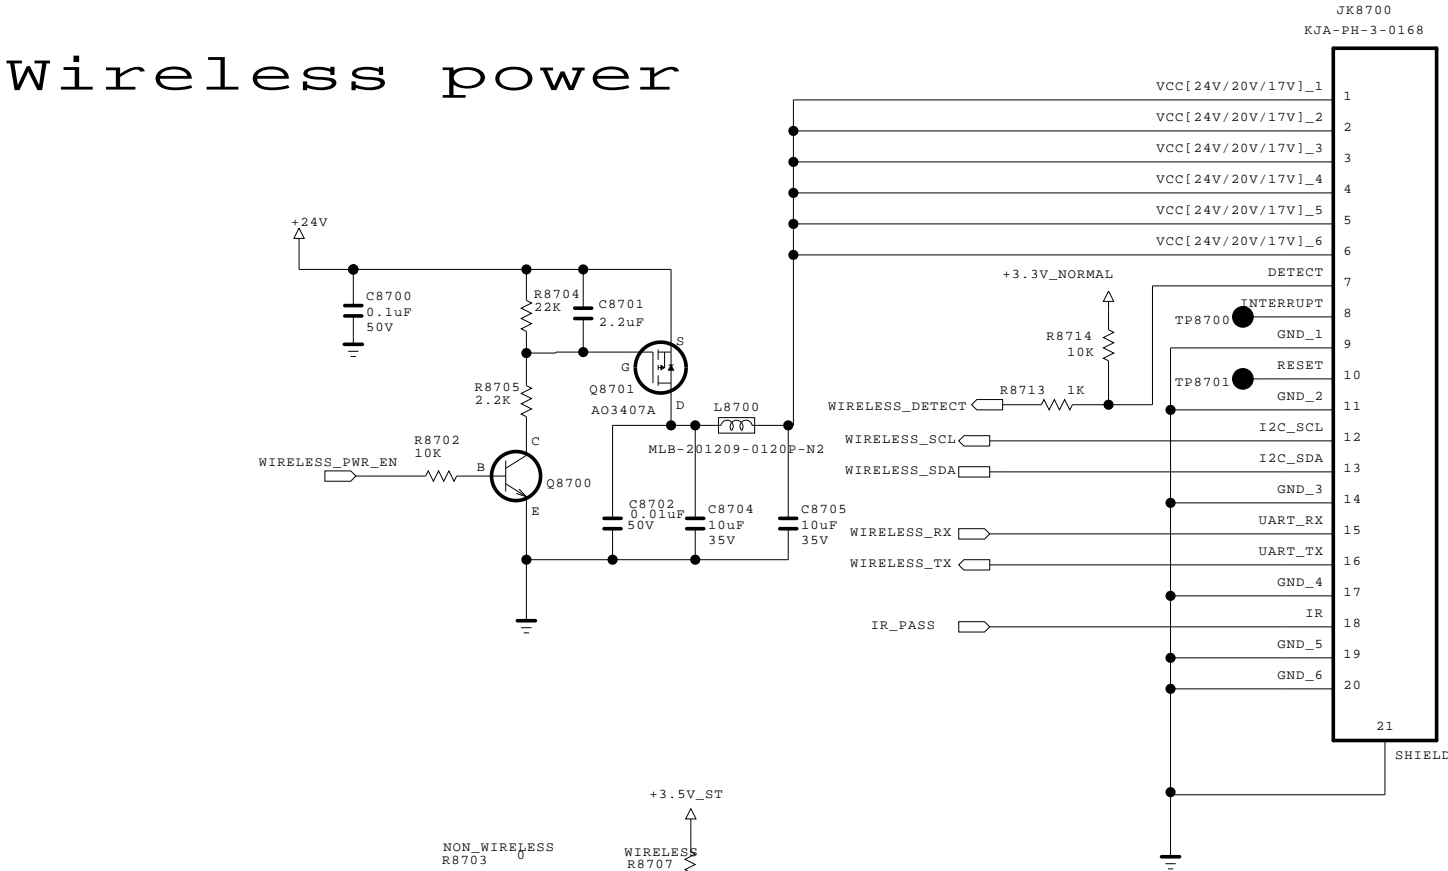 JK8700
KJA-PH-3-0168
Wireless power
VCC[24V/20V/17V]_1
1
VCC[24V/20V/17V]_2
2
VCC[24V/20V/17V]_3
3
VCC[24V/20V/17V]_4
4
VCC[24V/20V/17V]_5
5
VCC[24V/20V/17V]_6
6
DETECT
7
INTERRUPT
8
GND_1
9
RESET
10
GND_2
11
I2C_SCL
12
I2C_SDA
13
GND_3
14
UART_RX
15
UART_TX
16
GND_4
17
IR
18
GND_5
19
GND_6
20
21
SHIELD
+24V
C8700
0.1uF
50V
R8704
22K
C8701
2.2uF
S
G
Q8701
AO3407A
D
R8705
2.2K
L8700
MLB-201209-0120P-N2
R8702
10K
WIRELESS_PWR_EN
B
C
Q8700
E
C8702
0.01uF
50V
C8704
10uF
35V
C8705
10uF
35V
+3.3V_NORMAL
R8714
10K
TP8700
TP8701
R8713 1K
WIRELESS_DETECT
WIRELESS_SCL
WIRELESS_SDA
WIRELESS_RX
WIRELESS_TX
IR_PASS
+3.5V_ST
NON_WIRELESS
R8703 0
WIRELESS
R8707